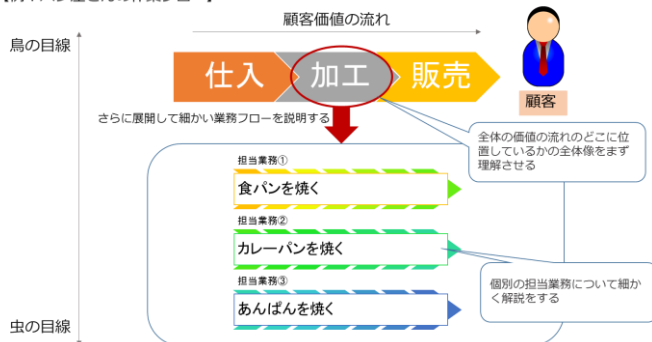 顧客価値の流れ
鳥の目線
仕入
加工
販売
顧客
さらに展開して細かい業務フローを説明する
全体の価値の流れのどこに位
置しているかの全体像をまず
理解させる
担当業務①
食パンを焼く
担当業務②
カレーパンを焼く
個別の担当業務について細か
く解説をする
担当業務③
あんぱんを焼く
虫の目線